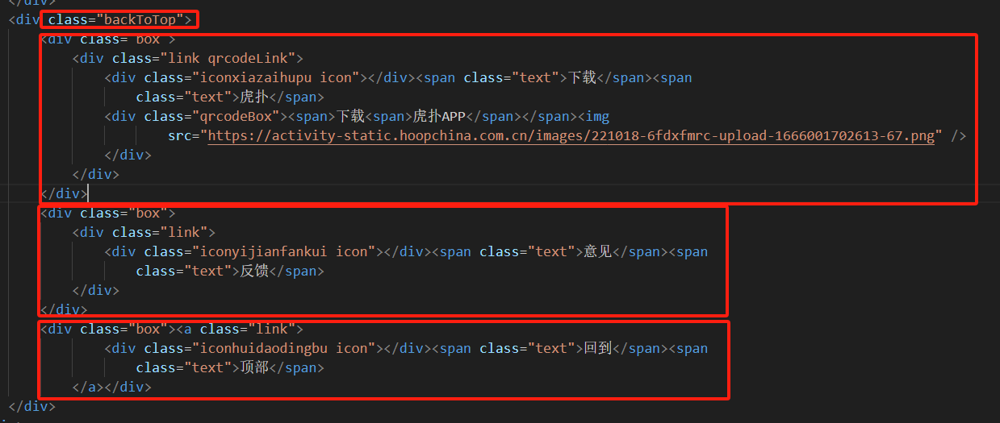 </div>
<div class="backToTop">
<div class="box">
<div class="link qrcodeLink">
<div class="iconxiazaihupu icon"></div><span class="text">下载</span><span
class="text">虎扑</span>
<div class="qrcodeBox"><span>下载<span>虎扑APP</span></span><img
src="https://activity-static.hoopchina.com.cn/images/221018-6fdxfmrc-upload-1666001702613-67.png" />
</div>
</div>
</div>
<div class="box">
<div class="link">
<div class="iconyijianfankui icon"></div><span class="text">意见</span><span
class="text">反馈</span>
</div>
</div>
<div class="box"><a class="link">
<div class="iconhuidaodingbu icon"></div><span class="text">回到</span><span
class="text">顶部</span>
</a></div>
</div>